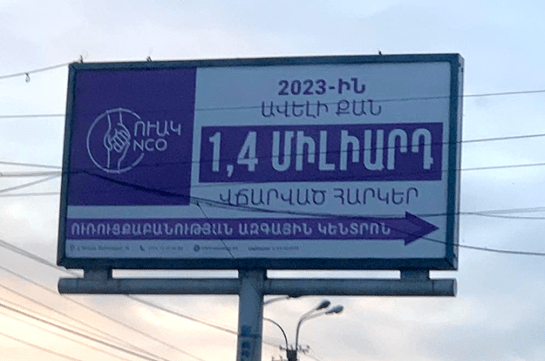 ՈՒԱԿ
NCO
2023-ԻՆ
ԱՎԵԼԻ ՔԱՆ
1,4 ՄԻԼԻԱՐԴ
ՎՃԱՐՎԱԾ ՀԱՐԿԵՐ
ՈՒՌՈՒՑՔԱԲԱՆՈՒԹՅԱՆ ԱԶԳԱՅԻՆ ԿԵՆՏՐՈՆ